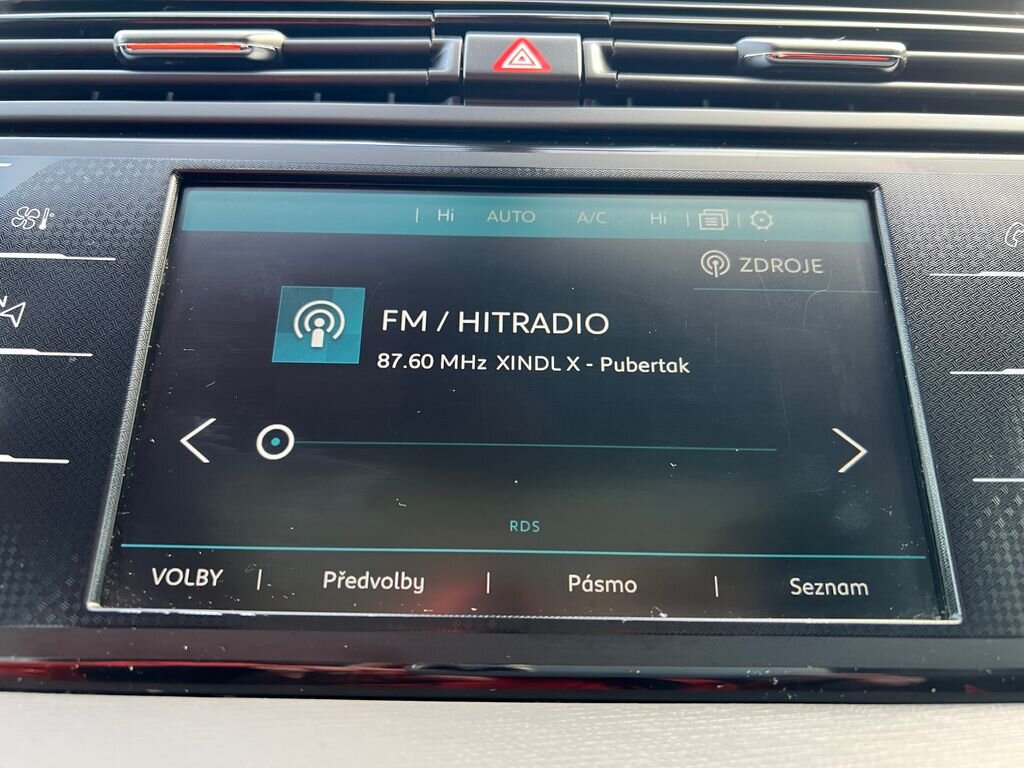 Hi AUTO A/C Hi
ZDROJE
FM / HITRADIO
87.60 MHz XINDL X - Pubertak
RDS
VOLBY | Předvolby | Pásmo | Seznam